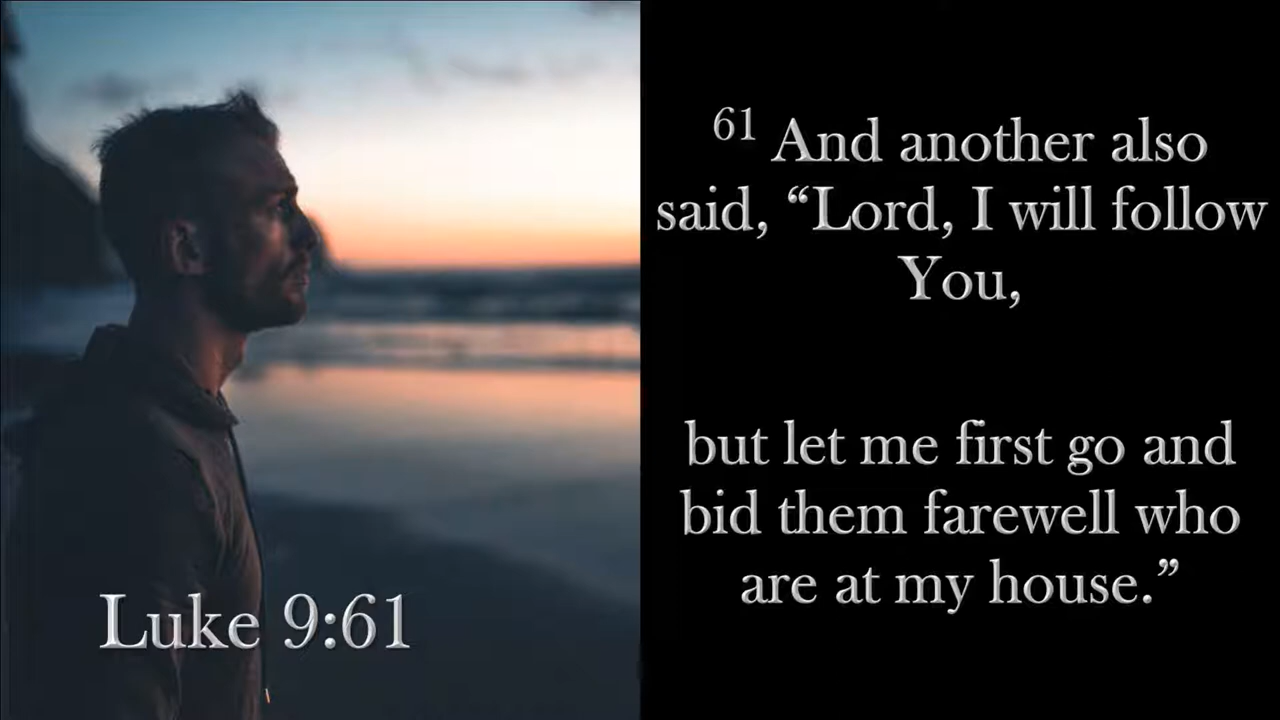 Luke 9:61
61 And another also
said, “Lord, I will follow
You,
but let me first go and
bid them farewell who
are at my house.”